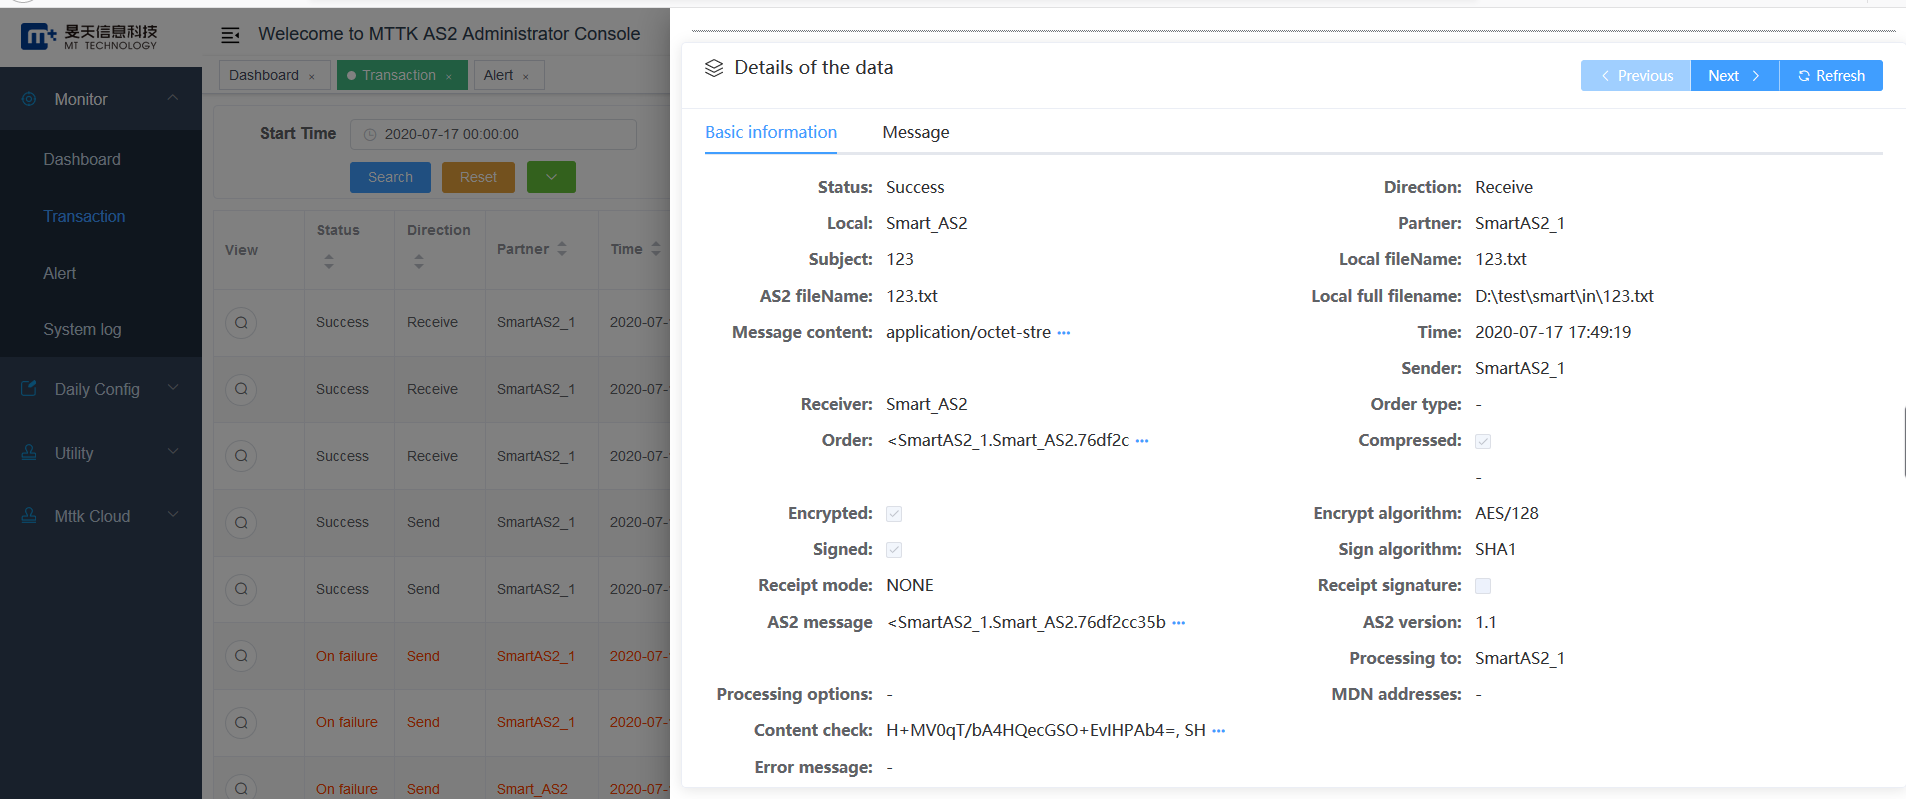 旻天信息科技
MT TECHNOLOGY
Welecome to MTTK AS2 Administrator Console
Dashboard ×
Transaction ×
Alert ×
Monitor
Dashboard
Transaction
Alert
System log
Daily Config
Utility
Mttk Cloud
Start Time 2020-07-17 00:00:00
Search Reset
View Status Direction Partner Time
Success Receive SmartAS2_1 2020-07-
Success Receive SmartAS2_1 2020-07-
Success Receive SmartAS2_1 2020-07-
Success Send SmartAS2_1 2020-07-
Success Send SmartAS2_1 2020-07-
On failure Send SmartAS2_1 2020-07-
On failure Send SmartAS2_1 2020-07-
On failure Send Smart_AS2 2020-07-
Details of the data
Previous Next Refresh
Basic information Message
Status: Success Direction: Receive
Local: Smart_AS2 Partner: SmartAS2_1
Subject: 123 Local fileName: 123.txt
AS2 fileName: 123.txt Local full filename: D:\test\smart\in\123.txt
Message content: application/octet-stre ··· Time: 2020-07-17 17:49:19
Sender: SmartAS2_1
Receiver: Smart_AS2 Order type: -
Order: <SmartAS2_1.Smart_AS2.76df2c ··· Compressed:
-
Encrypted: Encrypt algorithm: AES/128
Signed: Sign algorithm: SHA1
Receipt mode: NONE Receipt signature:
AS2 message <SmartAS2_1.Smart_AS2.76df2cc35b ··· AS2 version: 1.1
Processing to: SmartAS2_1
Processing options: - MDN addresses: -
Content check: H+MV0qT/bA4HQecGSO+EvIHPAb4=, SH ···
Error message: -